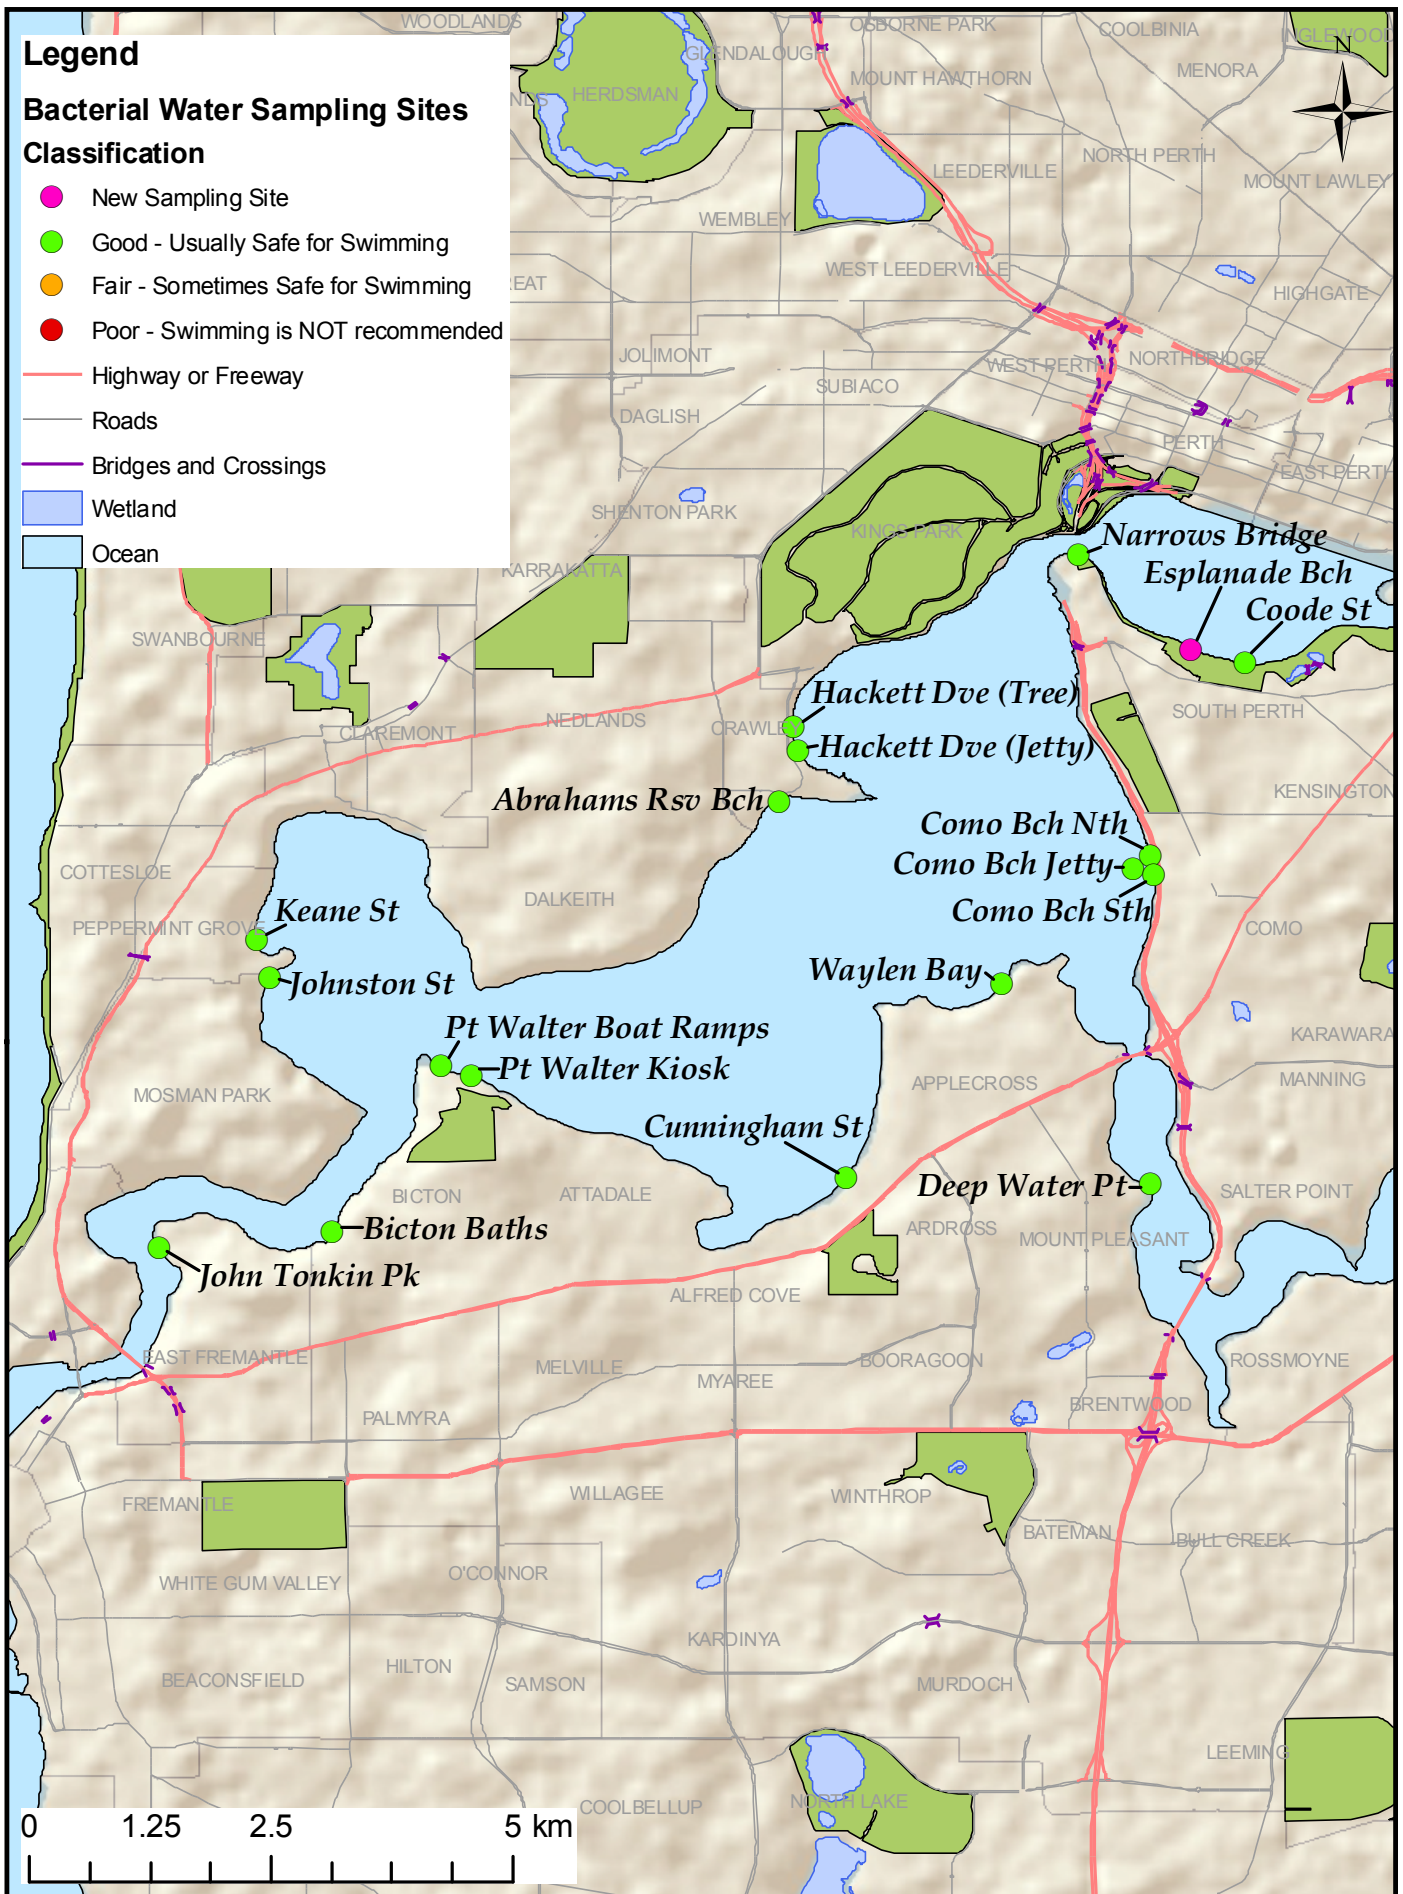 Legend
Bacterial Water Sampling Sites
Classification
New Sampling Site
Good - Usually Safe for Swimming
Fair - Sometimes Safe for Swimming
Poor - Swimming is NOT recommended
Highway or Freeway
Roads
Bridges and Crossings
Wetland
Ocean
WOODLANDS
OSBORNE PARK
COOLBINIA
INGLEWOOD
N
GLENDALOUGH
MENORA
MOUNT HAWTHORN
HERDSMAN
NDS
NORTH PERTH
LEEDERVILLE
MOUNT LAWLEY
WEMBLEY
WEST LEEDERVILLE
EAT
HIGHGATE
JOLIMONT
WEST PERTH
NORTHBRIDGE
SUBIACO
DAGLISH
PERTH
EAST PERTH
SHENTON PARK
KINGS PARK
Narrows Bridge
KARRAKATTA
Esplanade Bch
Coode St
SWANBOURNE
Hackett Dve (Tree)
SOUTH PERTH
NEDLANDS
CRAWLEY
CLAREMONT
Hackett Dve (Jetty)
KENSINGTON
Abrahams Rsv Bch
Como Bch Nth
Como Bch Jetty
COTTESLOE
DALKEITH
Keane St
Como Bch Sth
PEPPERMINT GROVE
COMO
Waylen Bay
Johnston St
Pt Walter Boat Ramps
KARAWARA
Pt Walter Kiosk
MANNING
APPLECROSS
MOSMAN PARK
Cunningham St
Deep Water Pt
SALTER POINT
BICTON
ATTADALE
Bicton Baths
ARDROSS
MOUNT PLEASANT
John Tonkin Pk
ALFRED COVE
EAST FREMANTLE
BOORAGOON
ROSSMOYNE
MELVILLE
MYAREE
BRENTWOOD
PALMYRA
WILLAGEE
WINTHROP
FREMANTLE
BATEMAN
BULL CREEK
O'CONNOR
WHITE GUM VALLEY
KARDINYA
HILTON
BEACONSFIELD
SAMSON
MURDOCH
LEEMING
NORTH LAKE
COOLBELLUP
0 1.25 2.5 5 km